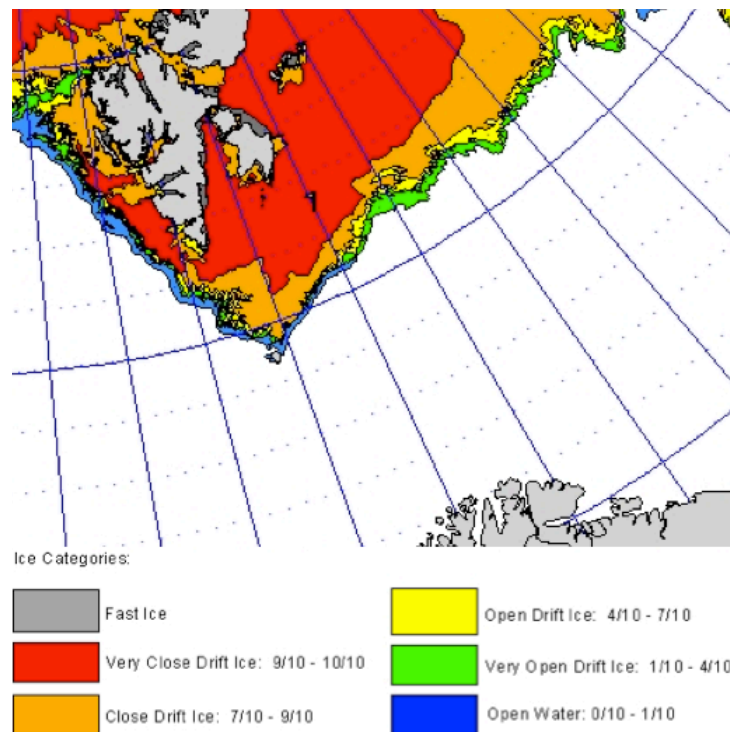 Ice Categories:
Fast Ice
Very Close Drift Ice: 9/10 - 10/10
Close Drift Ice: 7/10 - 9/10
Open Drift Ice: 4/10 - 7/10
Very Open Drift Ice: 1/10 - 4/10
Open Water: 0/10 - 1/10